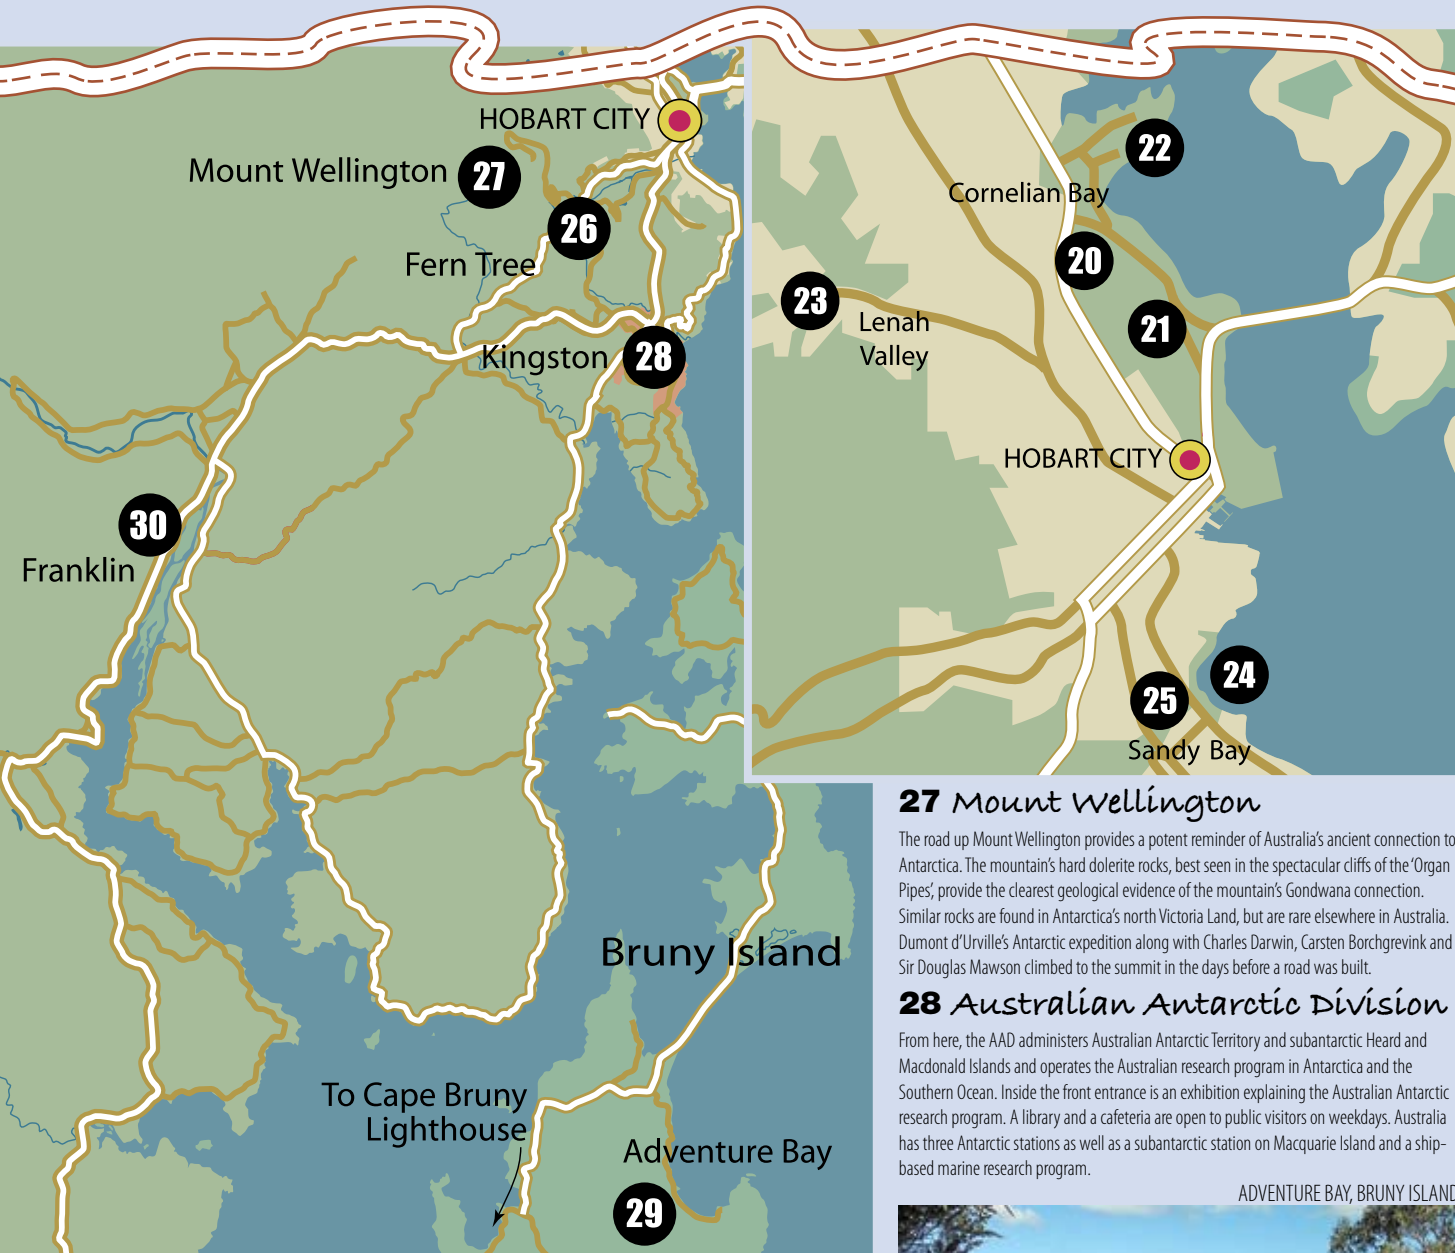 HOBART CITY
Mount Wellington
27
26
Fern Tree
Kingston
28
30
Franklin
Bruny Island
To Cape Bruny
Lighthouse
Adventure Bay
29
22
Cornelian Bay
20
23
Lenah
Valley
21
HOBART CITY
24
25
Sandy Bay
27 Mount Wellington
The road up Mount Wellington provides a potent reminder of Australia’s ancient connection to
Antarctica. The mountain’s hard dolerite rocks, best seen in the spectacular cliffs of the ‘Organ
Pipes’, provide the clearest geological evidence of the mountain’s Gondwana connection.
Similar rocks are found in Antarctica’s north Victoria Land, but are rare elsewhere in Australia.
Dumont d’Urville’s Antarctic expedition along with Charles Darwin, Carsten Borchgrevink and
Sir Douglas Mawson climbed to the summit in the days before a road was built.
28 Australian Antarctic Division
From here, the AAD administers Australian Antarctic Territory and subantarctic Heard and
Macdonald Islands and operates the Australian research program in Antarctica and the
Southern Ocean. Inside the front entrance is an exhibition explaining the Australian Antarctic
research program. A library and a cafeteria are open to public visitors on weekdays. Australia
has three Antarctic stations as well as a subantarctic station on Macquarie Island and a ship-
based marine research program.
ADVENTURE BAY, BRUNY ISLAND